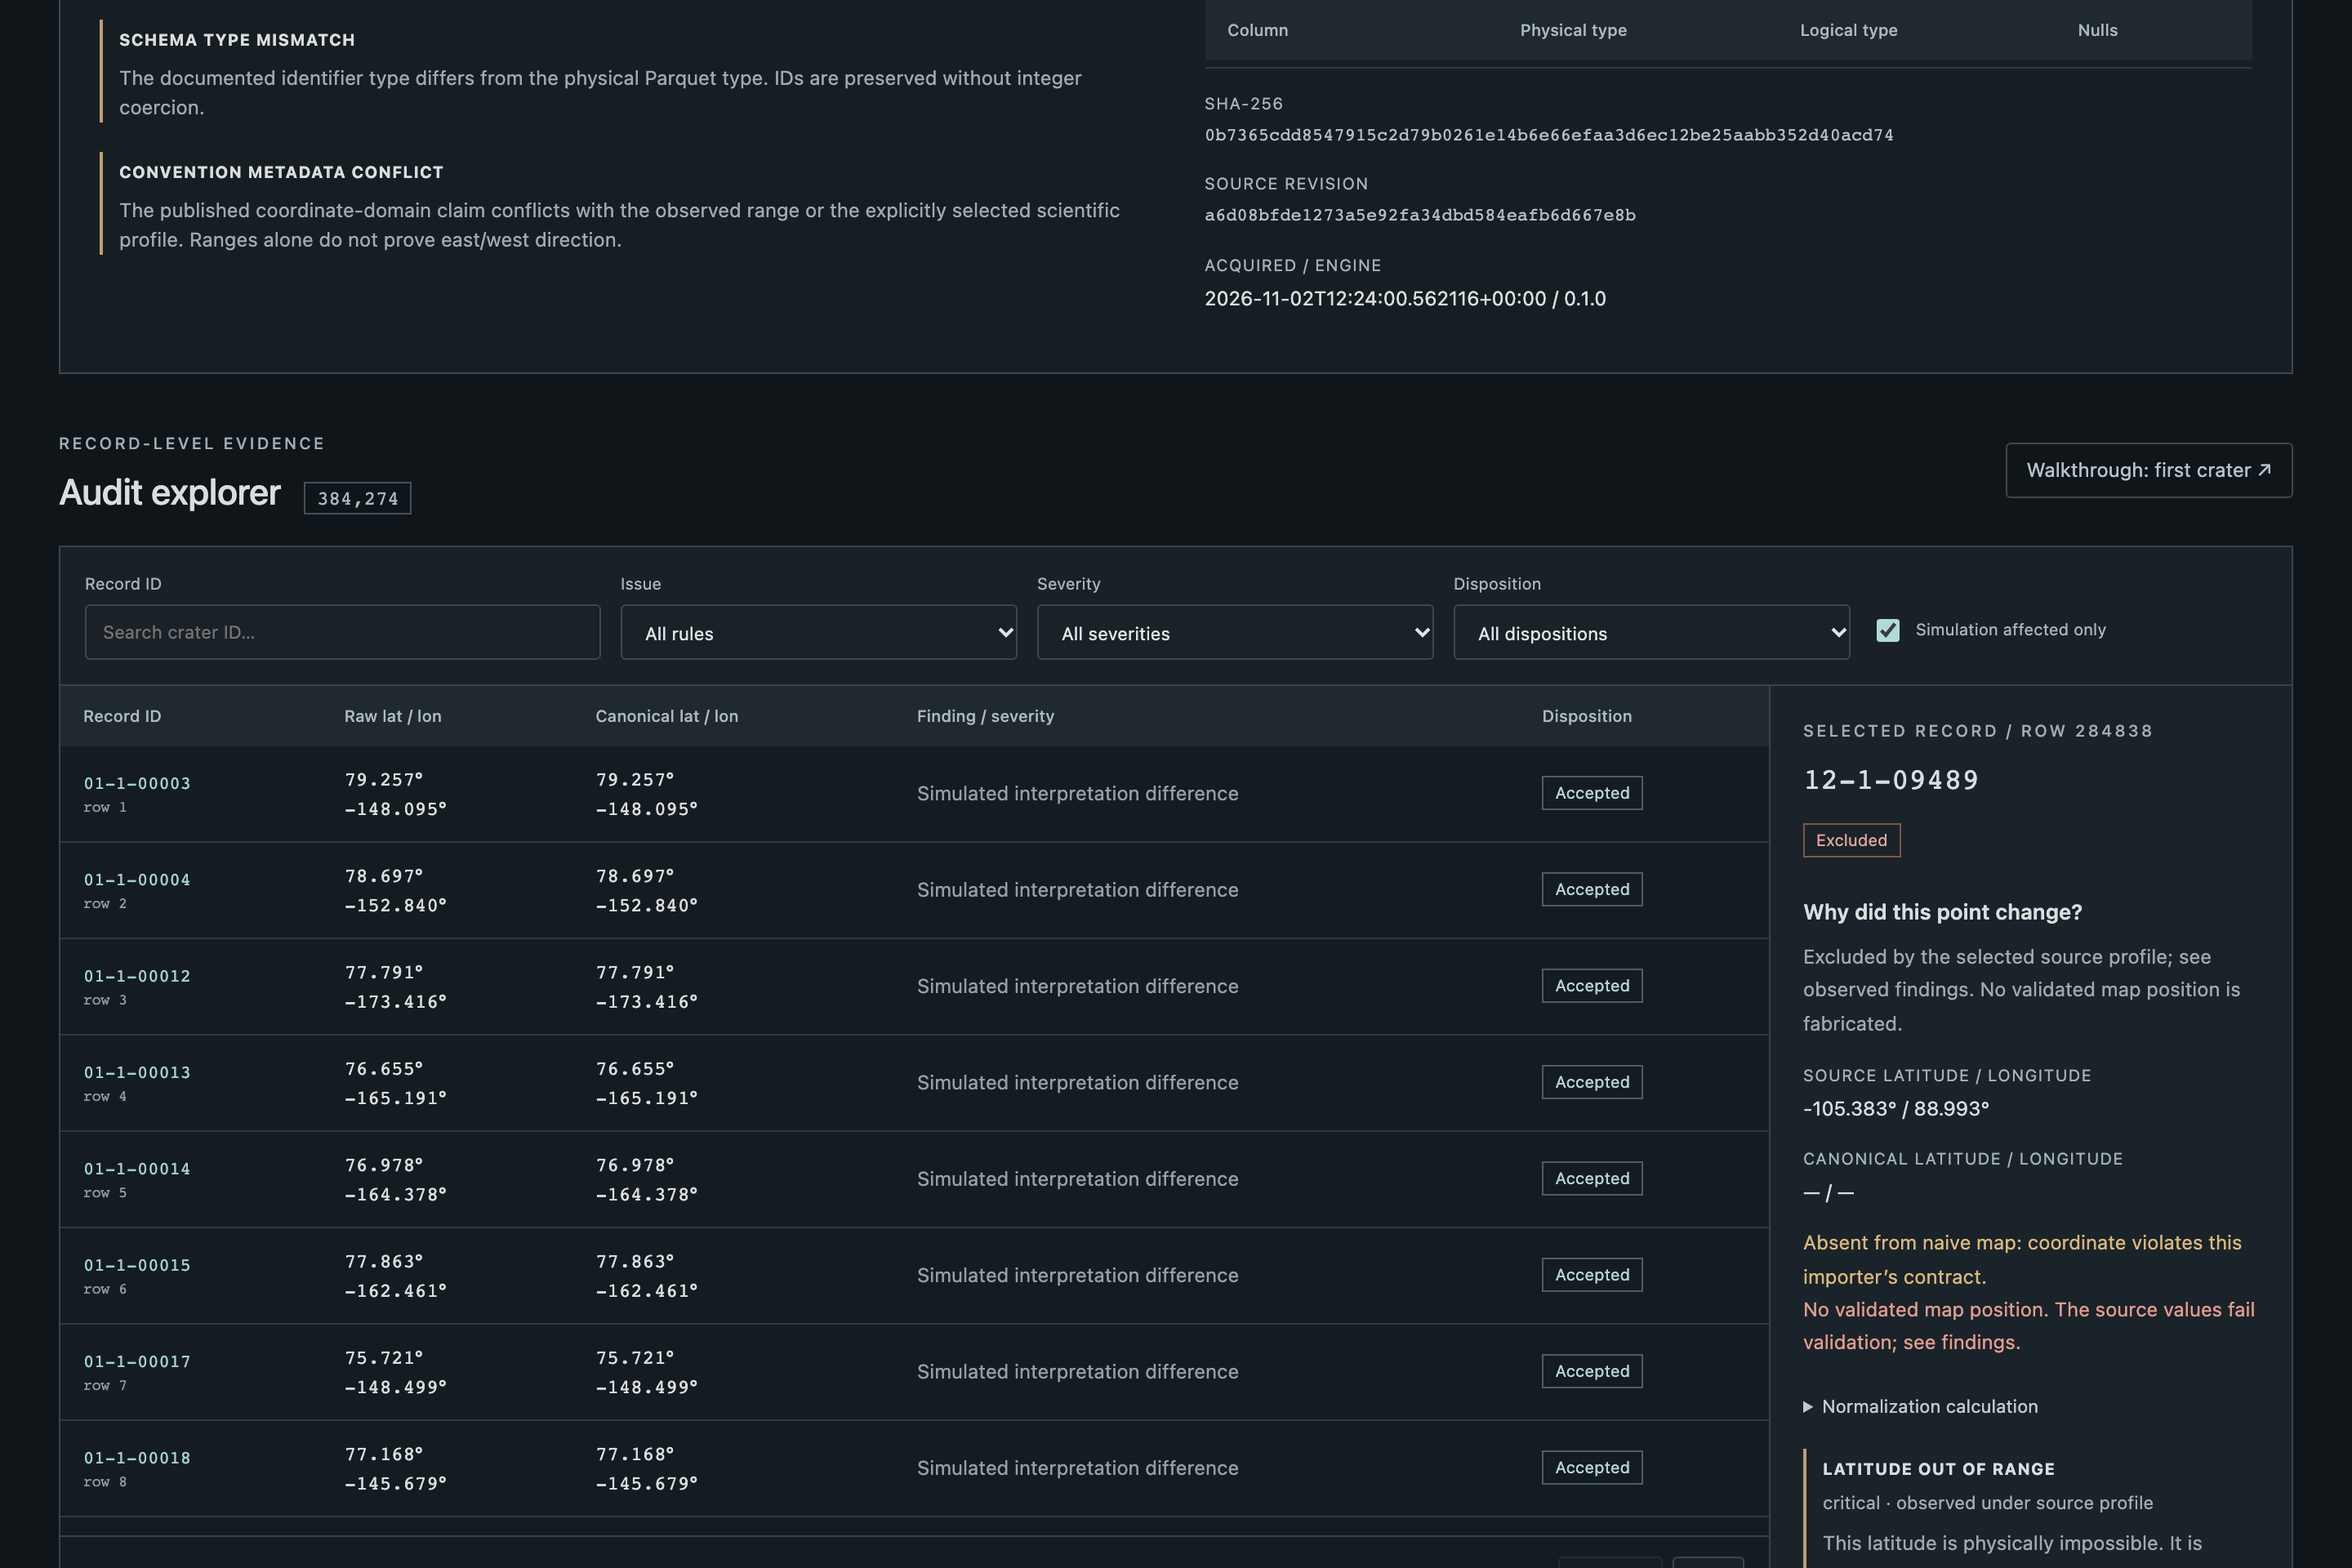 SCHEMA TYPE MISMATCH
The documented identifier type differs from the physical Parquet type. IDs are preserved without integer
coercion.
CONVENTION METADATA CONFLICT
The published coordinate-domain claim conflicts with the observed range or the explicitly selected scientific
profile. Ranges alone do not prove east/west direction.
Column Physical type Logical type Nulls
SHA-256
0b7365cdd8547915c2d79b0261e14b6e66efaa3d6ec12be25aabb352d40acd74
SOURCE REVISION
a6d08bfde1273a5e92fa34dbd584eafb6d667e8b
ACQUIRED / ENGINE
2026-11-02T12:24:00.562116+00:00 / 0.1.0
RECORD-LEVEL EVIDENCE
Audit explorer 384,274
Walkthrough: first crater ↗
Record ID Issue Severity Disposition
Search crater ID... All rules All severities All dispositions Simulation affected only
Record ID Raw lat / lon Canonical lat / lon Finding / severity Disposition
01-1-00003 79.257° 79.257° Simulated interpretation difference Accepted
row 1 -148.095° -148.095°
01-1-00004 78.697° 78.697° Simulated interpretation difference Accepted
row 2 -152.840° -152.840°
01-1-00012 77.791° 77.791° Simulated interpretation difference Accepted
row 3 -173.416° -173.416°
01-1-00013 76.655° 76.655° Simulated interpretation difference Accepted
row 4 -165.191° -165.191°
01-1-00014 76.978° 76.978° Simulated interpretation difference Accepted
row 5 -164.378° -164.378°
01-1-00015 77.863° 77.863° Simulated interpretation difference Accepted
row 6 -162.461° -162.461°
01-1-00017 75.721° 75.721° Simulated interpretation difference Accepted
row 7 -148.499° -148.499°
01-1-00018 77.168° 77.168° Simulated interpretation difference Accepted
row 8 -145.679° -145.679°
SELECTED RECORD / ROW 284838
12-1-09489
Excluded
Why did this point change?
Excluded by the selected source profile; see
observed findings. No validated map position is
fabricated.
SOURCE LATITUDE / LONGITUDE
-105.383° / 88.993°
CANONICAL LATITUDE / LONGITUDE
— / —
Absent from naive map: coordinate violates this
importer’s contract.
No validated map position. The source values fail
validation; see findings.
Normalization calculation
LATITUDE OUT OF RANGE
critical · observed under source profile
This latitude is physically impossible. It is